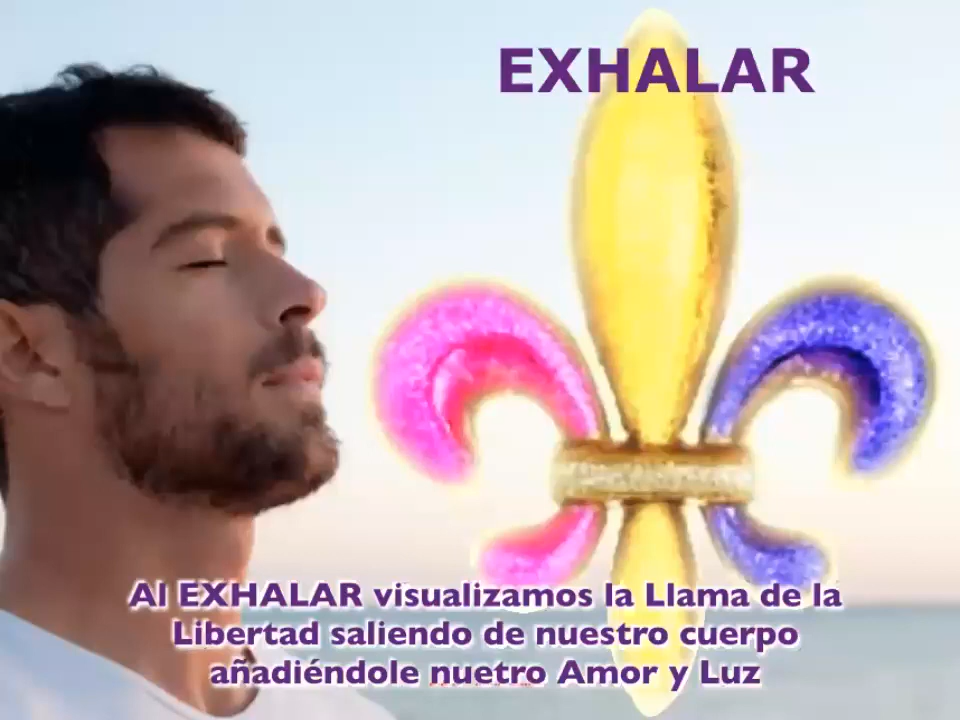 EXHALAR
Al EXHALAR visualizamos la Llama de la
Libertad saliendo de nuestro cuerpo
añadiéndole nuetro Amor y Luz